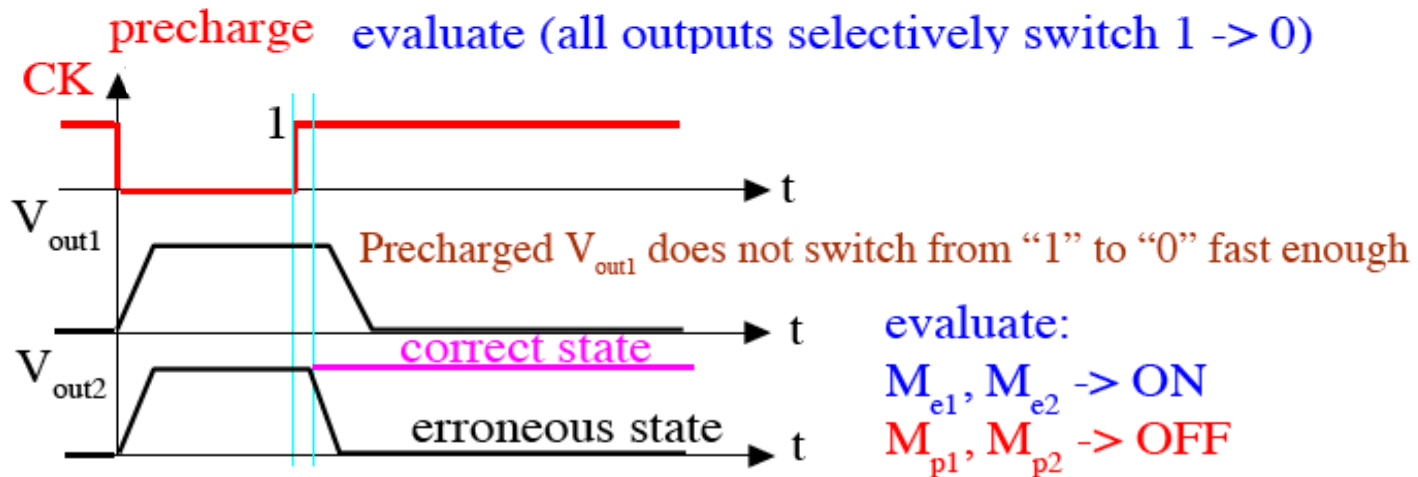 precharge evaluate (all outputs selectively switch 1 -> 0)
CK
1
t
Vout1
Precharged Vout1 does not switch from “1” to “0” fast enough
t
evaluate:
correct state
Vout2
Me1, Me2 -> ON
erroneous state
t
Mp1, Mp2 -> OFF